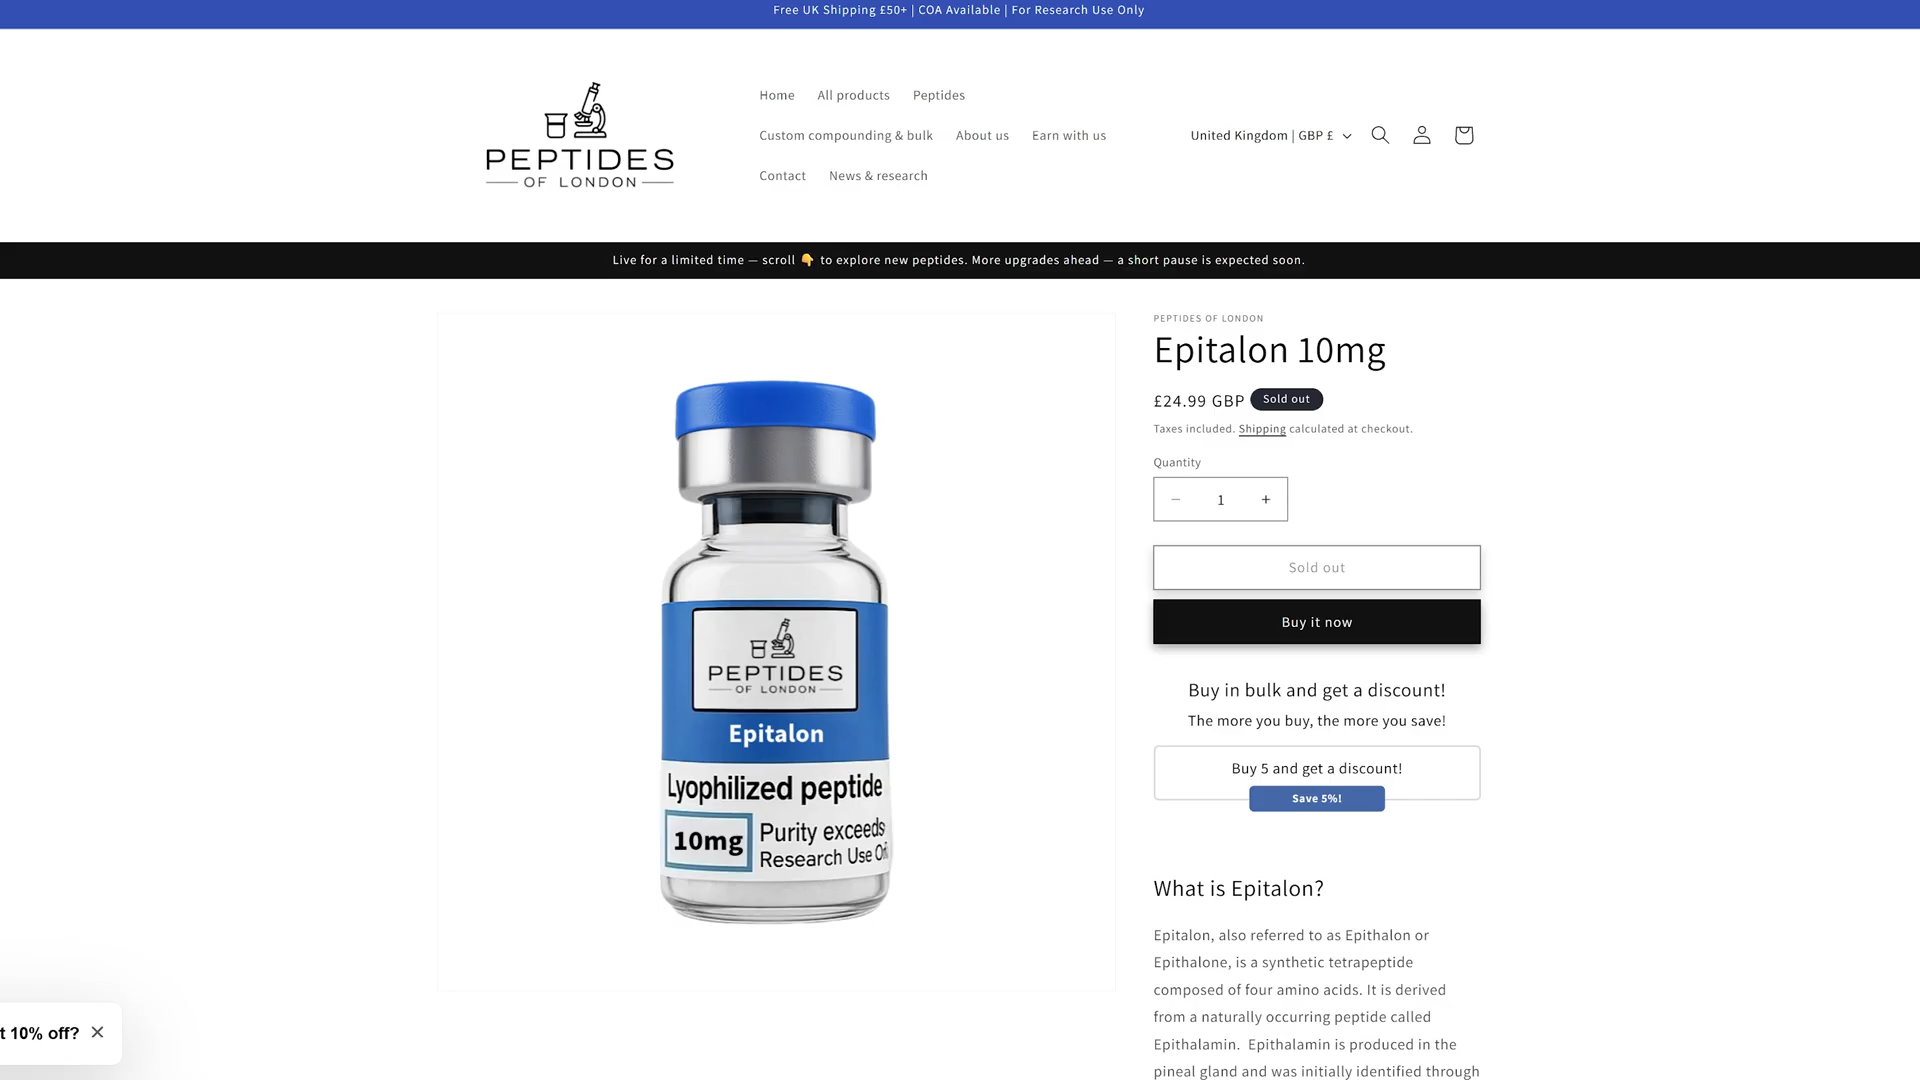 Free UK Shipping £50+ | COA Available | For Research Use Only
PEPTIDES
OF LONDON
Home
All products
Peptides
Custom compounding & bulk
About us
Earn with us
Contact
News & research
United Kingdom | GBP £
Live for a limited time — scroll 👇 to explore new peptides. More upgrades ahead — a short pause is expected soon.
PEPTIDES
OF LONDON
Epitalon
Lyophilized peptide
10mg
Purity exceeds
Research Use
PEPTIDES OF LONDON
Epitalon 10mg
£24.99 GBP
Sold out
Taxes included. Shipping calculated at checkout.
Quantity
− 1 +
Sold out
Buy it now
Buy in bulk and get a discount!
The more you buy, the more you save!
Buy 5 and get a discount!
Save 5%!
What is Epitalon?
Epitalon, also referred to as Epithalon or
Epithalone, is a synthetic tetrapeptide
composed of four amino acids. It is derived
from a naturally occurring peptide called
Epithalamin. Epithalamin is produced in the
pineal gland and was initially identified through
t 10% off?